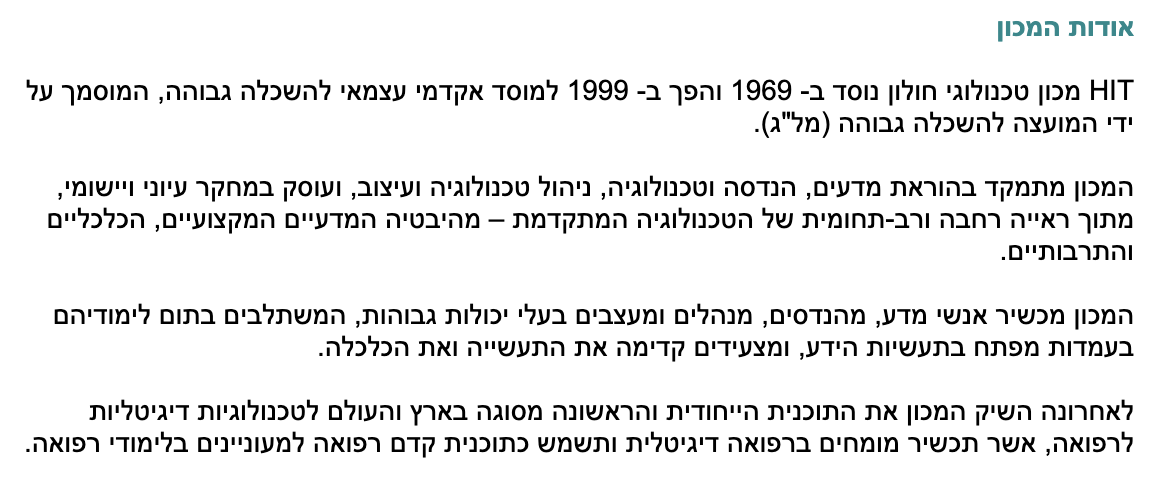 אודות המכון
HIT מכון טכנולוגי חולון נוסד ב- 1969 והפך ב- 1999 למוסד אקדמי עצמאי להשכלה גבוהה, המוסמך על
ידי המועצה להשכלה גבוהה (מל"ג).
המכון מתמקד בהוראת מדעים, הנדסה וטכנולוגיה, ניהול טכנולוגיה ועיצוב, ועוסק במחקר עיוני ויישומי,
מתוך ראייה רחבה ורב-תחומית של הטכנולוגיה המתקדמת – מהיבטיה המדעיים המקצועיים, הכלכליים
והתרבותיים.
המכון מכשיר אנשי מדע, מהנדסים, מנהלים ומעצבים בעלי יכולות גבוהות, המשתלבים בתום לימודיהם
בעמדות מפתח בתעשיות הידע, ומצעידים קדימה את התעשייה ואת הכלכלה.
לאחרונה השיק המכון את התוכנית הייחודית והראשונה מסוגה בארץ והעולם לטכנולוגיות דיגיטליות
לרפואה, אשר תכשיר מומחים ברפואה דיגיטלית ותשמש כתוכנית קדם רפואה למעוניינים בלימודי רפואה.